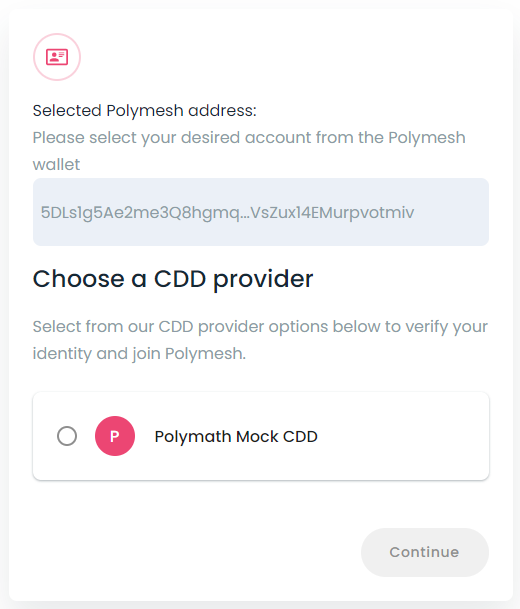 Selected Polymesh address:
Please select your desired account from the Polymesh
wallet
5DLs1g5Ae2me3Q8hgmq...VsZux14EMurpvotmiv
Choose a CDD provider
Select from our CDD provider options below to verify your
identity and join Polymesh.
P
Polymath Mock CDD
Continue